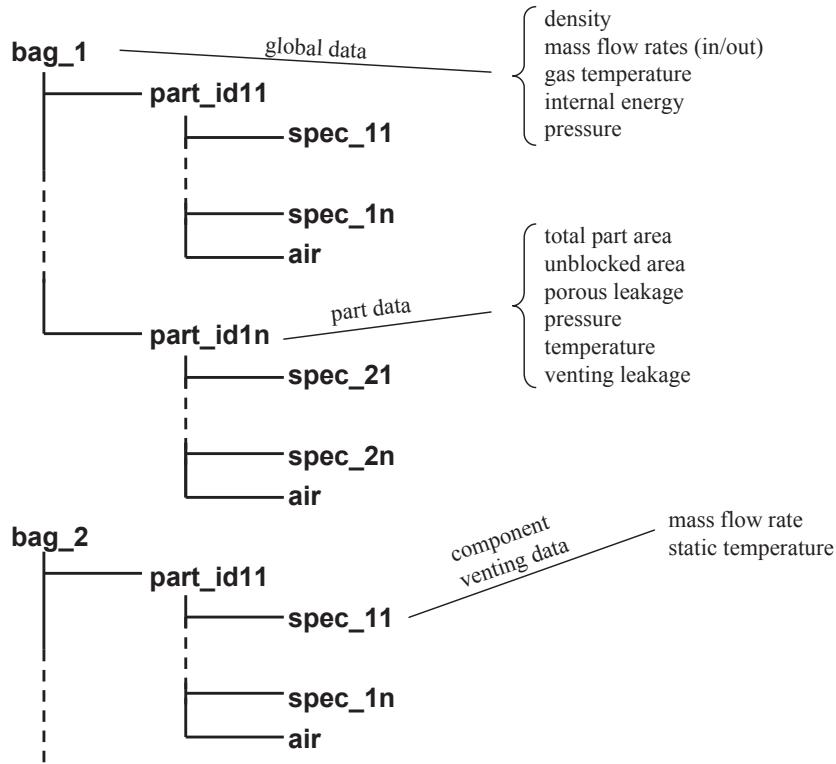 bag_1
global data
density
mass flow rates (in/out)
gas temperature
internal energy
pressure
part_id11
spec_11
spec_1n
air
part_id1n
part data
total part area
unblocked area
porous leakage
pressure
temperature
venting leakage
spec_21
spec_2n
air
bag_2
component
venting data
mass flow rate
static temperature
part_id11
spec_11
spec_1n
air